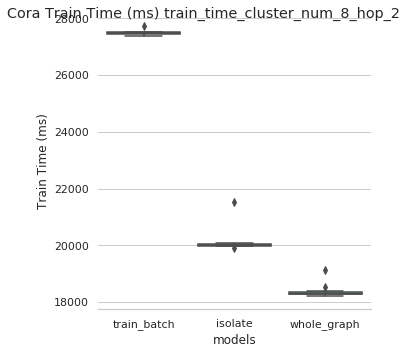 Cora Train Time (ms) train_time_cluster_num_8_hop_2
28000
26000
24000
22000
20000
18000
Train Time (ms)
train_batch isolate whole_graph
models